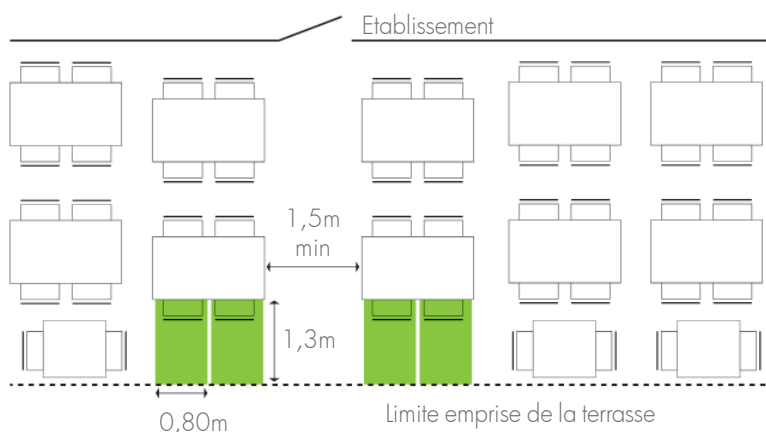 Etablissement
1,5m
min
1,3m
0,80m
Limite emprise de la terrasse